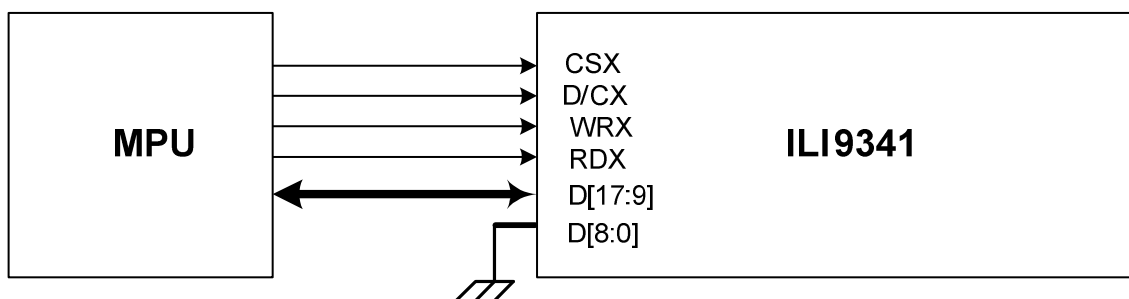 MPU
CSX
D/CX
WRX
RDX
D[17:9]
D[8:0]
ILI9341